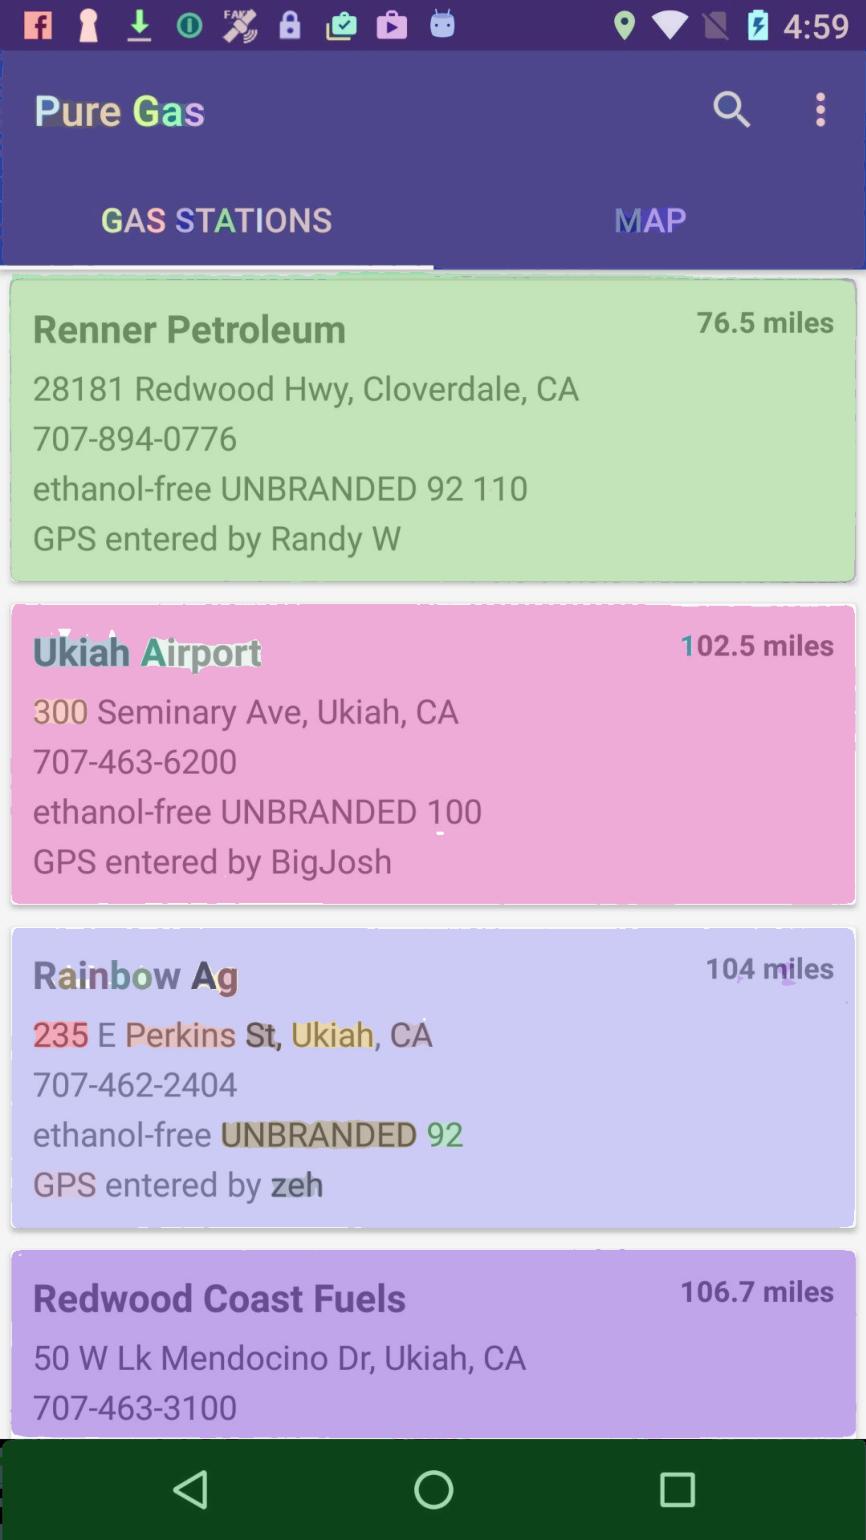 FAKE 4:59
Pure Gas
GAS STATIONS MAP
Renner Petroleum 76.5 miles
28181 Redwood Hwy, Cloverdale, CA
707-894-0776
ethanol-free UNBRANDED 92 110
GPS entered by Randy W
Ukiah Airport 102.5 miles
300 Seminary Ave, Ukiah, CA
707-463-6200
ethanol-free UNBRANDED 100
GPS entered by BigJosh
Rainbow Ag 104 miles
235 E Perkins St, Ukiah, CA
707-462-2404
ethanol-free UNBRANDED 92
GPS entered by zeh
Redwood Coast Fuels 106.7 miles
50 W Lk Mendocino Dr, Ukiah, CA
707-463-3100